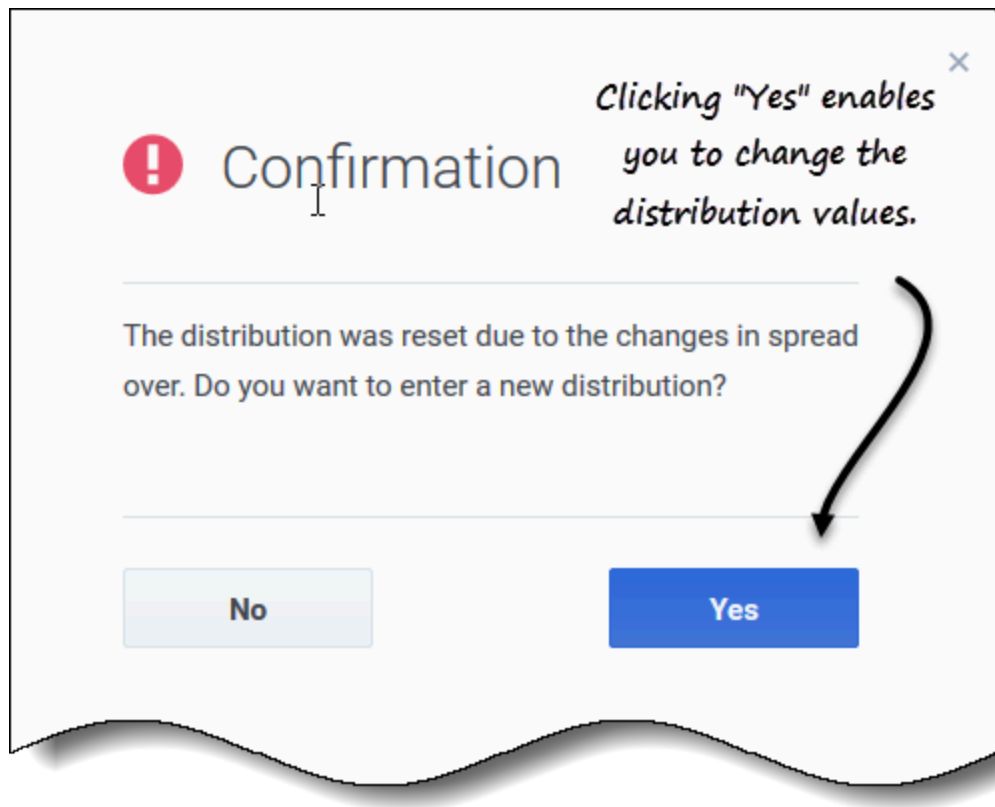 Clicking "Yes" enables
you to change the
distribution values.
Confirmation
The distribution was reset due to the changes in spread
over. Do you want to enter a new distribution?
No
Yes